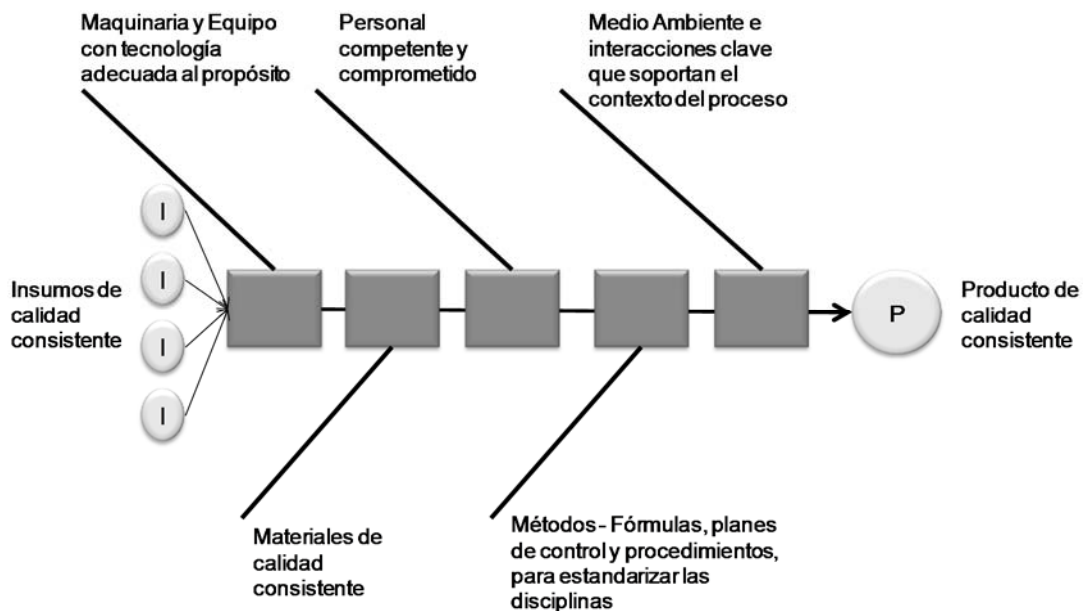 Maquinaria y Equipo
con tecnología
adecuada al propósito
Personal
competente y
comprometido
Medio Ambiente e
interacciones clave
que soportan el
contexto del proceso
I
I
I
I
Insumos de
calidad
consistente
P
Producto de
calidad
consistente
Materiales de
calidad
consistente
Métodos - Fórmulas, planes
de control y procedimientos,
para estandarizar las
disciplinas